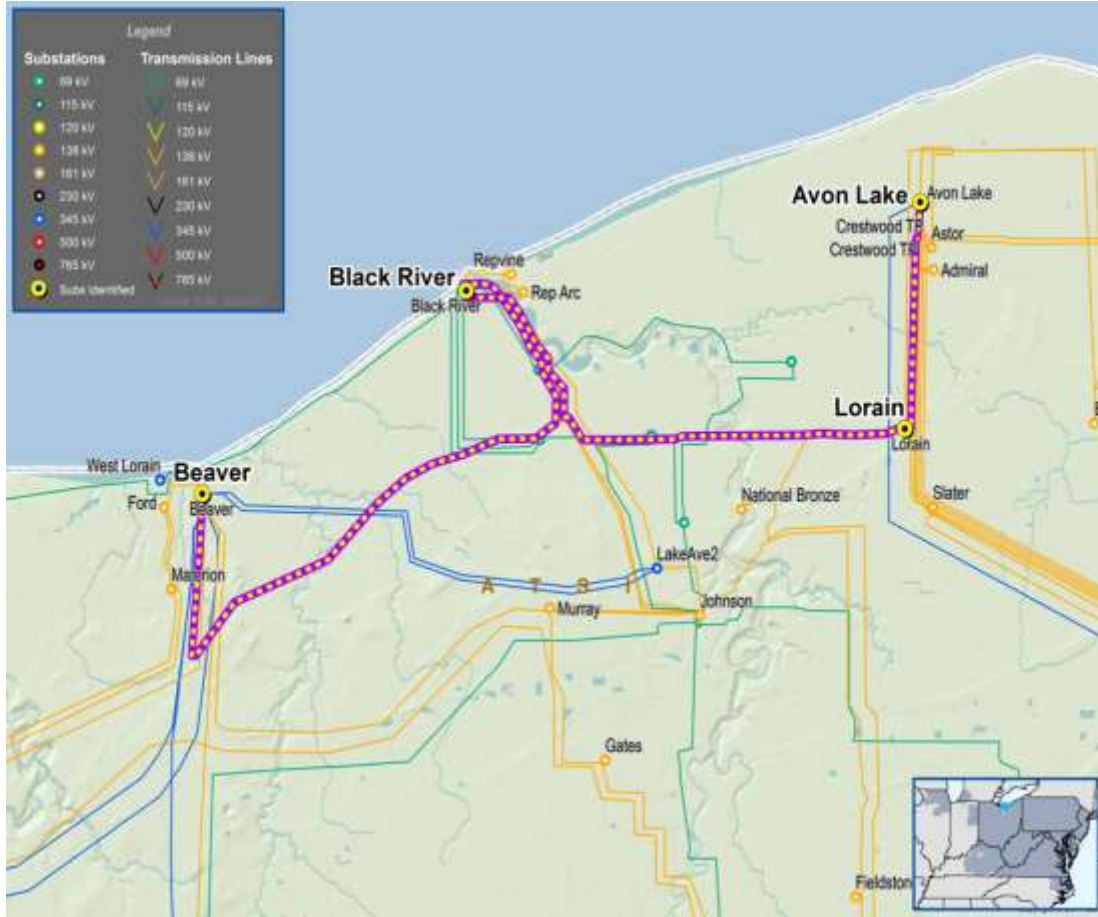 Legend
Substations Transmission Lines
69 kV 69 kV
115 kV 115 kV
120 kV 120 kV
138 kV 138 kV
161 kV 161 kV
230 kV 230 kV
345 kV 345 kV
500 kV 500 kV
765 kV 765 kV
Subs Identified
Avon Lake Avon Lake
Crestwood TP
Astor
Crestwood TP
Admiral
Repvine
Black River
Rep Arc
Black River
Lorain
Lorain
West Lorain
Beaver
Ford
Beaver
National Bronze
Slater
LakeAve2
Materion
A T S I
Murray
Johnson
Gates
Fieldston